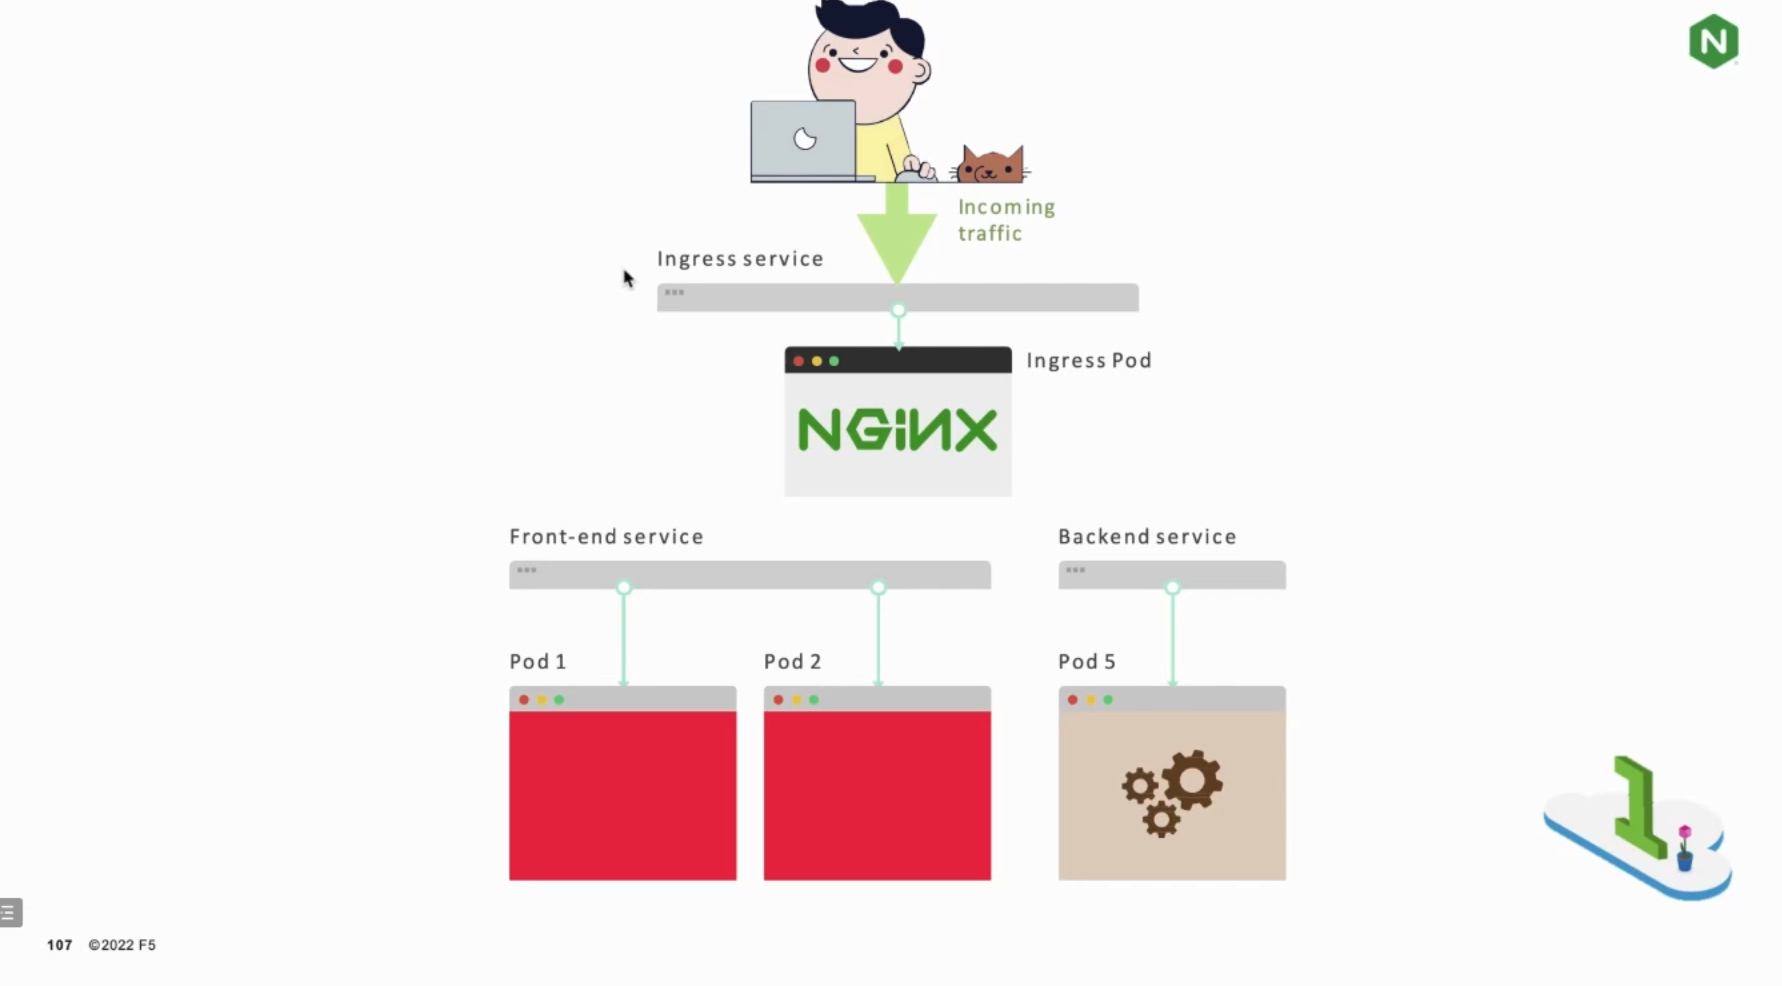 N
Incoming
traffic
Ingress service
Ingress Pod
NGINX
Front-end service
Backend service
Pod 1
Pod 2
Pod 5
1
107 ©2022 F5